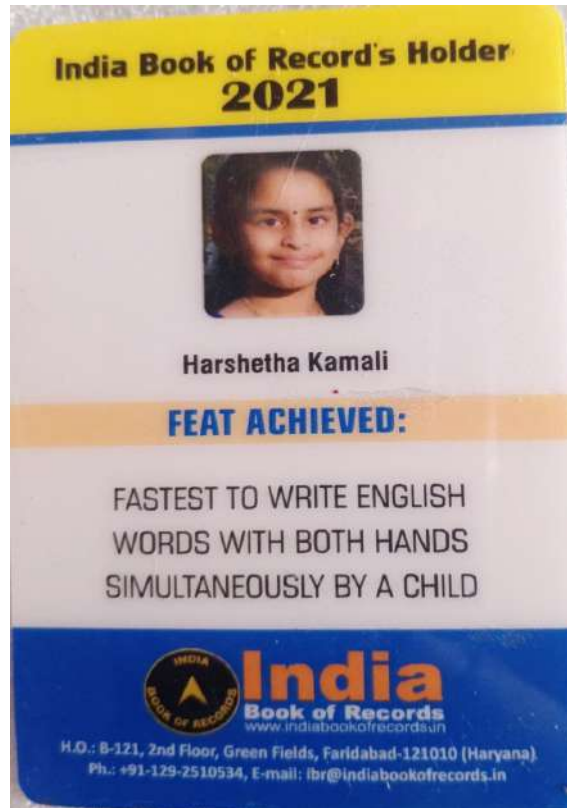 India Book of Record's Holder
2021
Harshetha Kamali
FEAT ACHIEVED:
FASTEST TO WRITE ENGLISH
WORDS WITH BOTH HANDS
SIMULTANEOUSLY BY A CHILD
INDIA
BOOK OF RECORDS
India
Book of Records
www.indiabookofrecords.in
H.O.: B-121, 2nd Floor, Green Fields, Faridabad-121010 (Haryana)
Ph.: +91-129-2510534, E-mail: ibr@indiabookofrecords.in